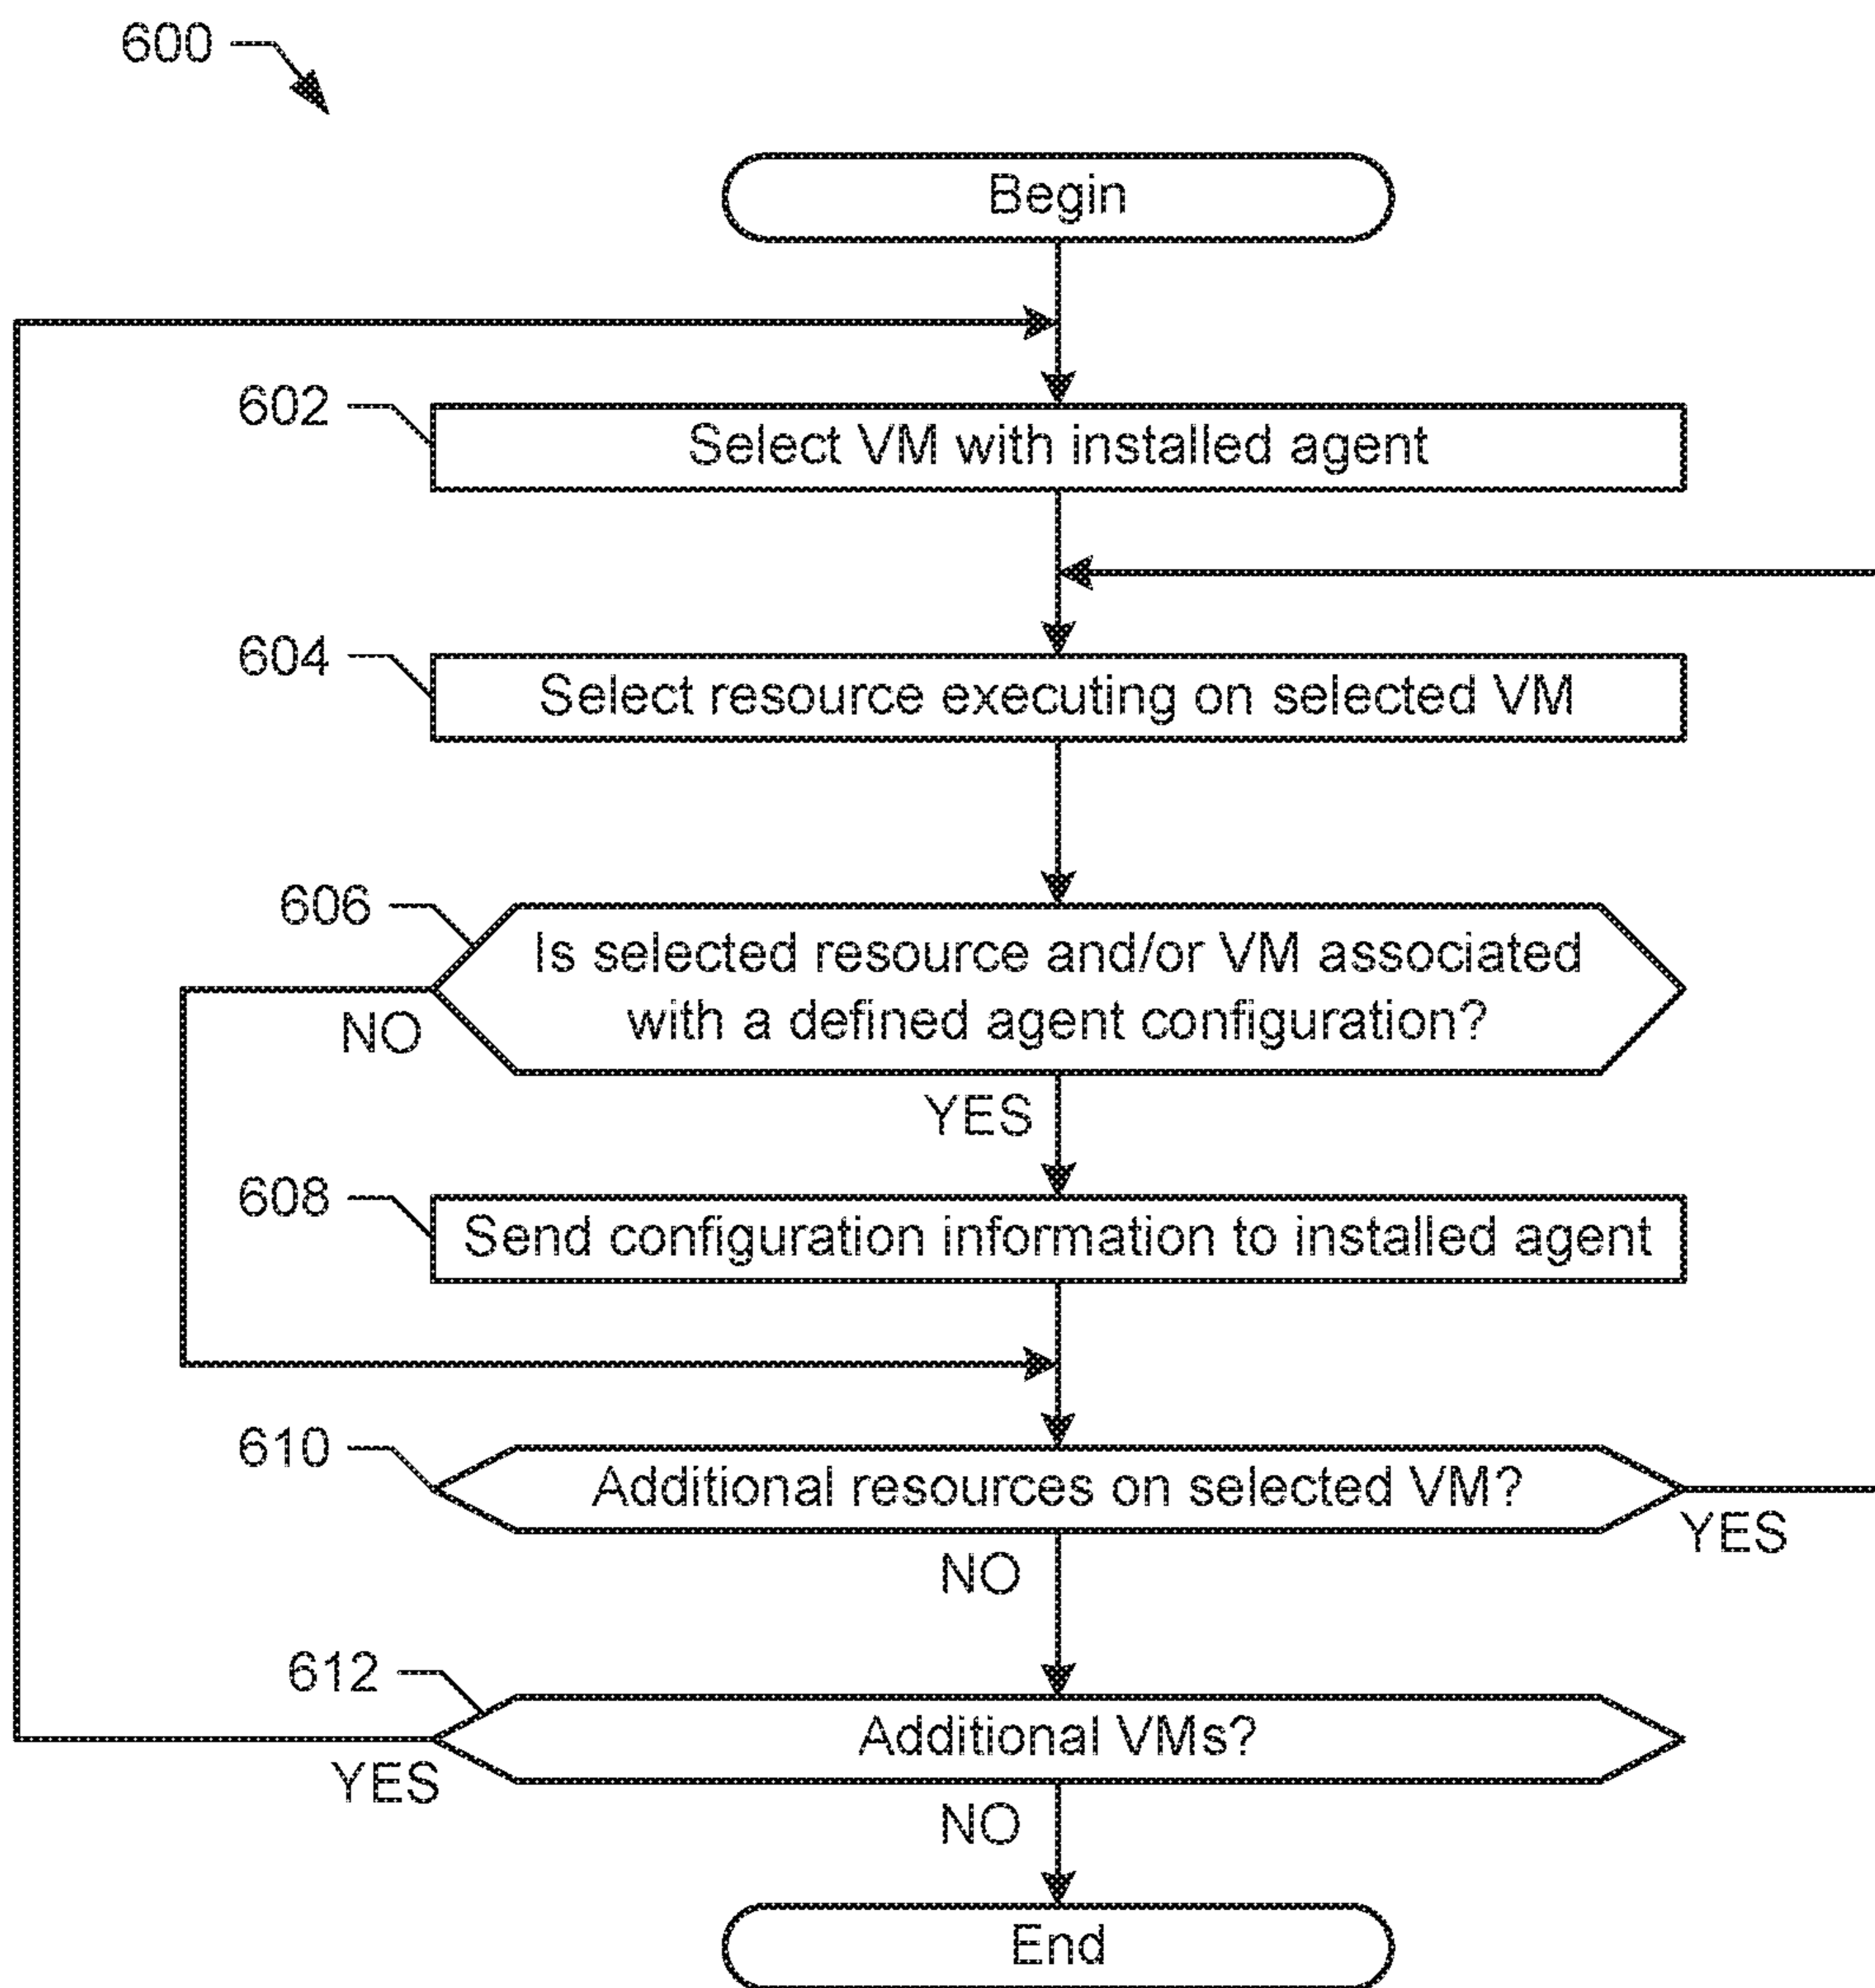 600
Begin
602
Select VM with installed agent
604
Select resource executing on selected VM
606
Is selected resource and/or VM associated
with a defined agent configuration?
NO
YES
608
Send configuration information to installed agent
610
Additional resources on selected VM?
YES
NO
612
Additional VMs?
YES
NO
End